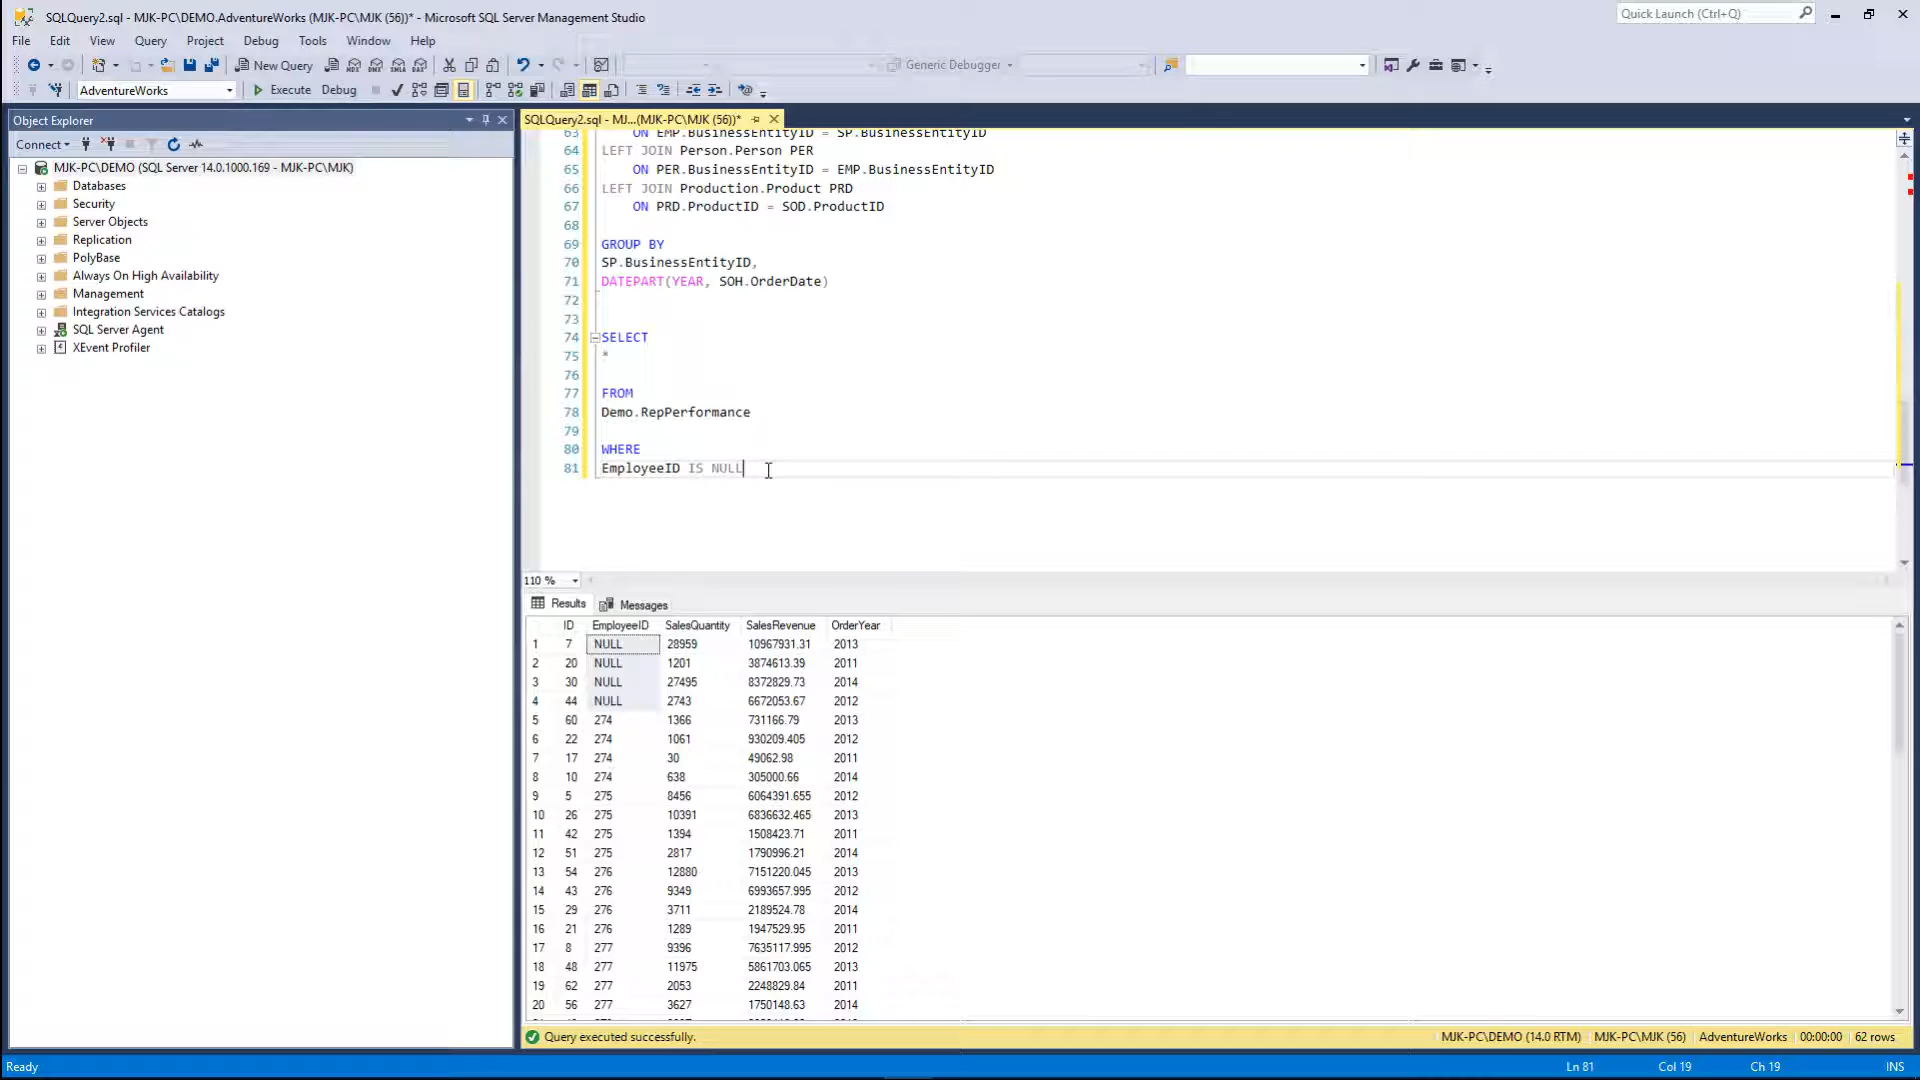 SQLQuery2.sql - MJK-PC\DEMO.AdventureWorks (MJK-PC\MJK (56))* - Microsoft SQL Server Management Studio
Quick Launch (Ctrl+Q)
File Edit View Query Project Debug Tools Window Help
New Query
Generic Debugger
AdventureWorks
Execute Debug
Object Explorer
Connect
MJK-PC\DEMO (SQL Server 14.0.1000.169 - MJK-PC\MJK)
Databases
Security
Server Objects
Replication
PolyBase
Always On High Availability
Management
Integration Services Catalogs
SQL Server Agent
XEvent Profiler
SQLQuery2.sql - MJ...(MJK-PC\MJK (56))*
63 ON EMP.BusinessEntityID = SP.BusinessEntityID
64 LEFT JOIN Person.Person PER
65 ON PER.BusinessEntityID = EMP.BusinessEntityID
66 LEFT JOIN Production.Product PRD
67 ON PRD.ProductID = SOD.ProductID
68
69 GROUP BY
70 SP.BusinessEntityID,
71 DATEPART(YEAR, SOH.OrderDate)
72
73
74 SELECT
75 *
76
77 FROM
78 Demo.RepPerformance
79
80 WHERE
81 EmployeeID IS NULL
110 %
Results Messages
ID EmployeeID SalesQuantity SalesRevenue OrderYear
1 7 NULL 28959 10967931.31 2013
2 20 NULL 1201 3874613.39 2011
3 30 NULL 27495 8372829.73 2014
4 44 NULL 2743 6672053.67 2012
5 60 274 1366 731166.79 2013
6 22 274 1061 930209.405 2012
7 17 274 30 49062.98 2011
8 10 274 638 305000.66 2014
9 5 275 8456 6064391.655 2012
10 26 275 10391 6836632.465 2013
11 42 275 1394 1508423.71 2011
12 51 275 2817 1790996.21 2014
13 54 276 12880 7151220.045 2013
14 43 276 9349 6993657.995 2012
15 29 276 3711 2189524.78 2014
16 21 276 1289 1947529.95 2011
17 8 277 9396 7635117.995 2012
18 48 277 11975 5861703.065 2013
19 62 277 2053 2248829.84 2011
20 56 277 3627 1750148.63 2014
Query executed successfully.
MJK-PC\DEMO (14.0 RTM) MJK-PC\MJK (56) AdventureWorks 00:00:00 62 rows
Ready
Ln 81 Col 19 Ch 19 INS